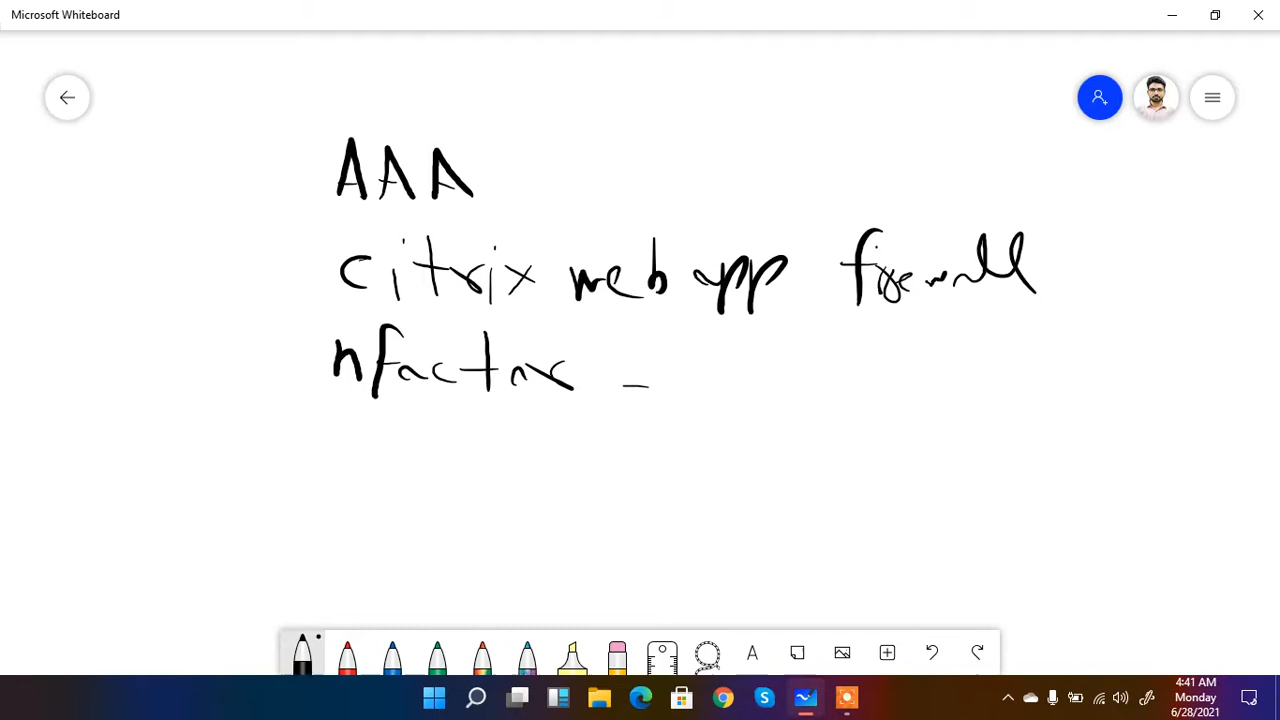 Microsoft Whiteboard
AAA
citrix web app firewall
nfactor -
A
4:41 AM
Monday
6/28/2021